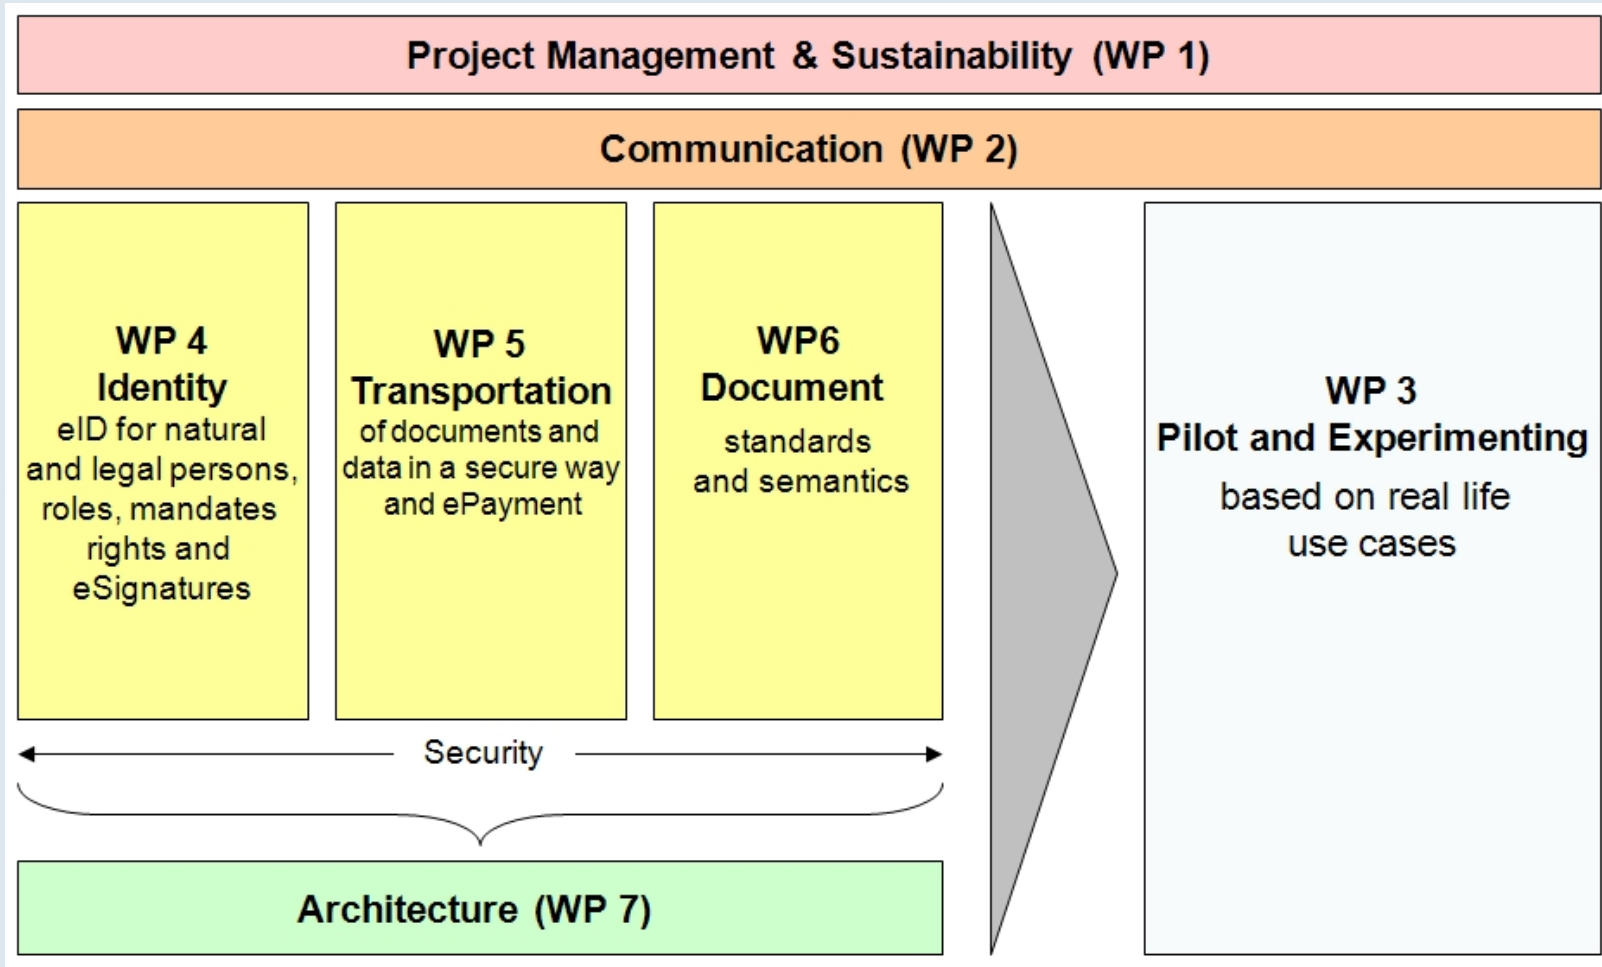 Project Management & Sustainability (WP 1)
Communication (WP 2)
WP 4
Identity
eID for natural
and legal persons,
roles, mandates
rights and
eSignatures
WP 5
Transportation
of documents and
data in a secure way
and ePayment
WP6
Document
standards
and semantics
WP 3
Pilot and Experimenting
based on real life
use cases
Security
Architecture (WP 7)